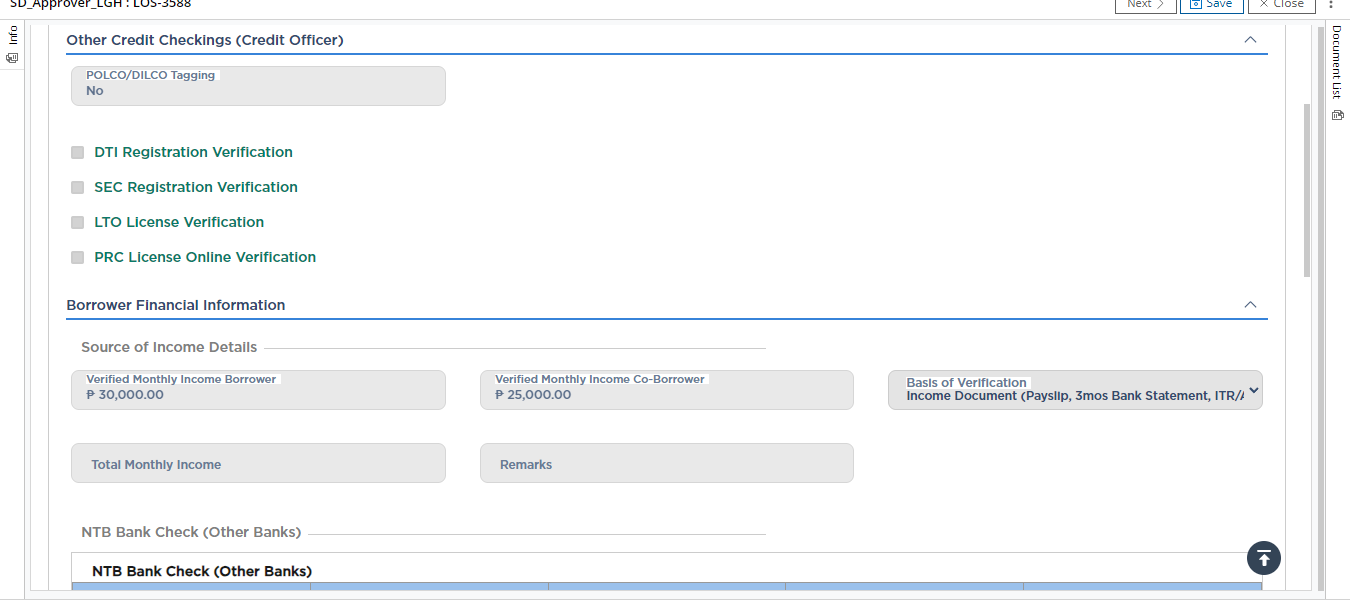 SD_Approver_LGH : LOS-3588
Next
Save
Close
Info
Document List
Other Credit Checkings (Credit Officer)
POLCO/DILCO Tagging
No
DTI Registration Verification
SEC Registration Verification
LTO License Verification
PRC License Online Verification
Borrower Financial Information
Source of Income Details
Verified Monthly Income Borrower
₱ 30,000.00
Verified Monthly Income Co-Borrower
₱ 25,000.00
Basis of Verification
Income Document (Payslip, 3mos Bank Statement, ITR/
Total Monthly Income
Remarks
NTB Bank Check (Other Banks)
NTB Bank Check (Other Banks)